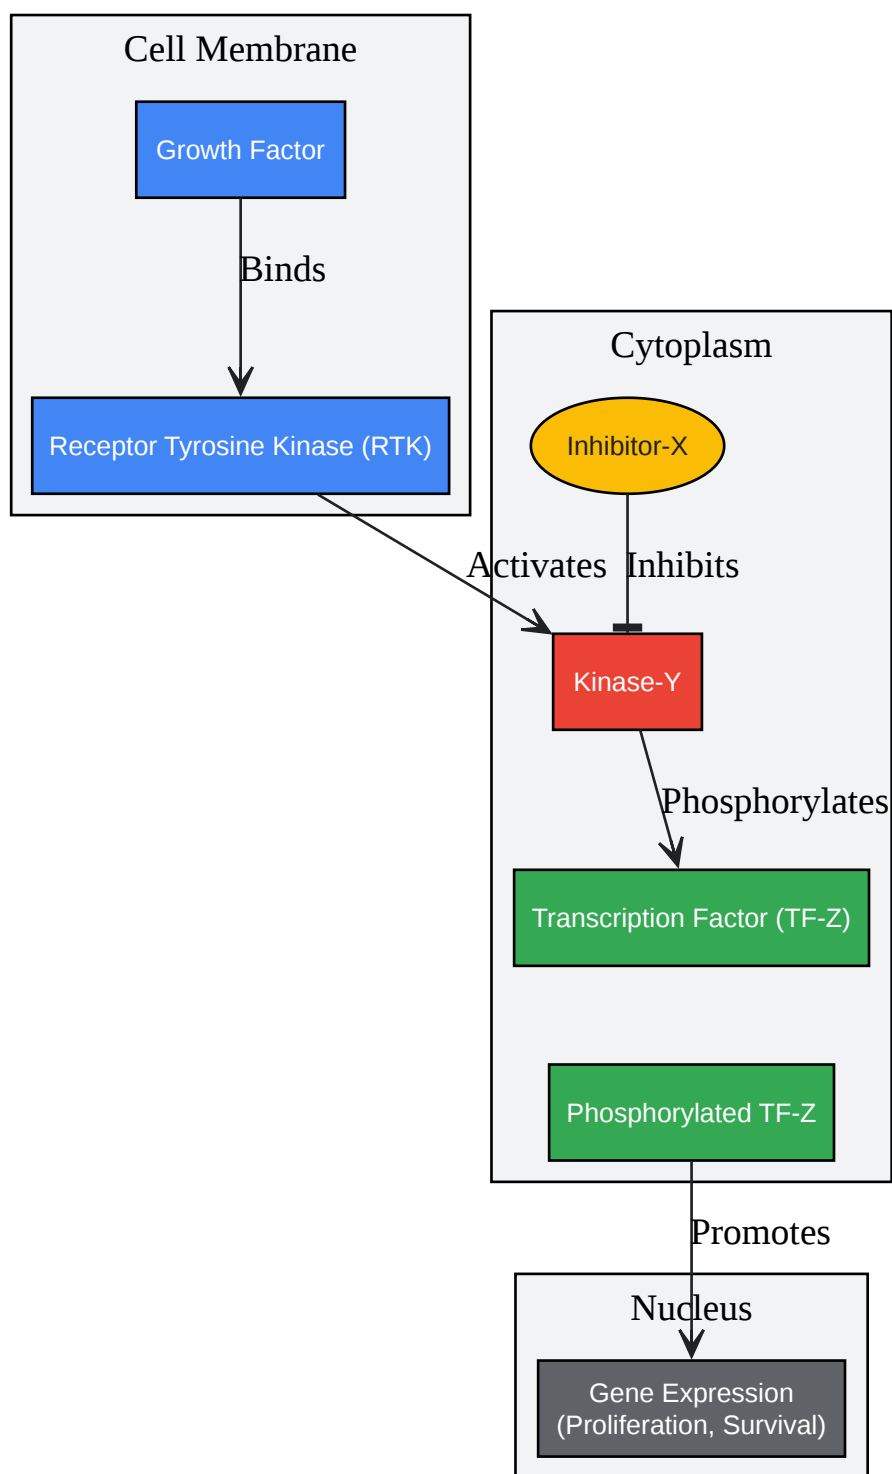 Cell Membrane
Growth Factor
Binds
Receptor Tyrosine Kinase (RTK)
Cytoplasm
Inhibitor-X
Activates
Inhibits
Kinase-Y
Phosphorylates
Transcription Factor (TF-Z)
Phosphorylated TF-Z
Promotes
Nucleus
Gene Expression
(Proliferation, Survival)